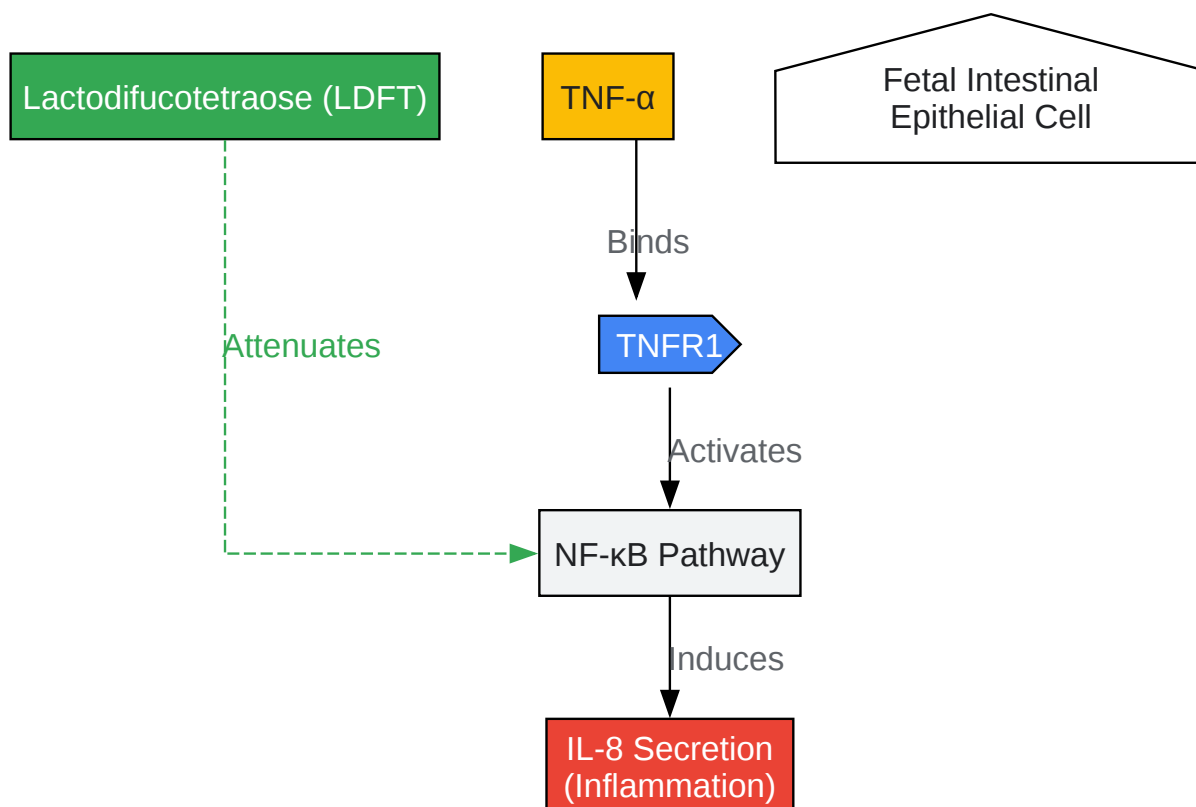 Lactodifucotetraose (LDFT)
TNF-α
Fetal Intestinal
Epithelial Cell
Binds
TNFR1
Attenuates
Activates
NF-κB Pathway
Induces
IL-8 Secretion
(Inflammation)